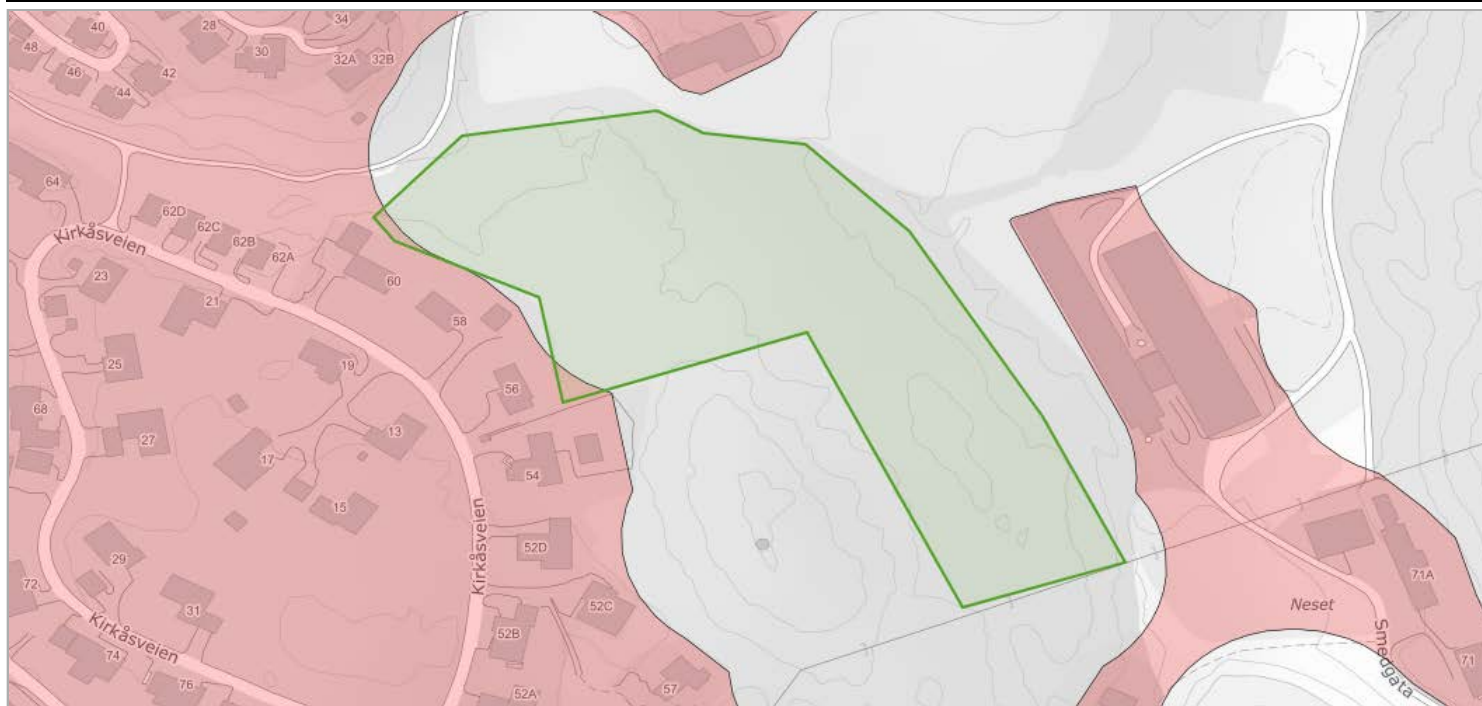 34
40
28
48
30
32A
32B
46
42
44
64
62D
62C
Kirkåsveien
62B
62A
23
60
21
58
25
19
56
68
27
13
17
54
15
Kirkåsveien
52D
29
72
71A
31
52C
Neset
Kirkåsveien
52B
Smedgata
74
57
71
76
52A